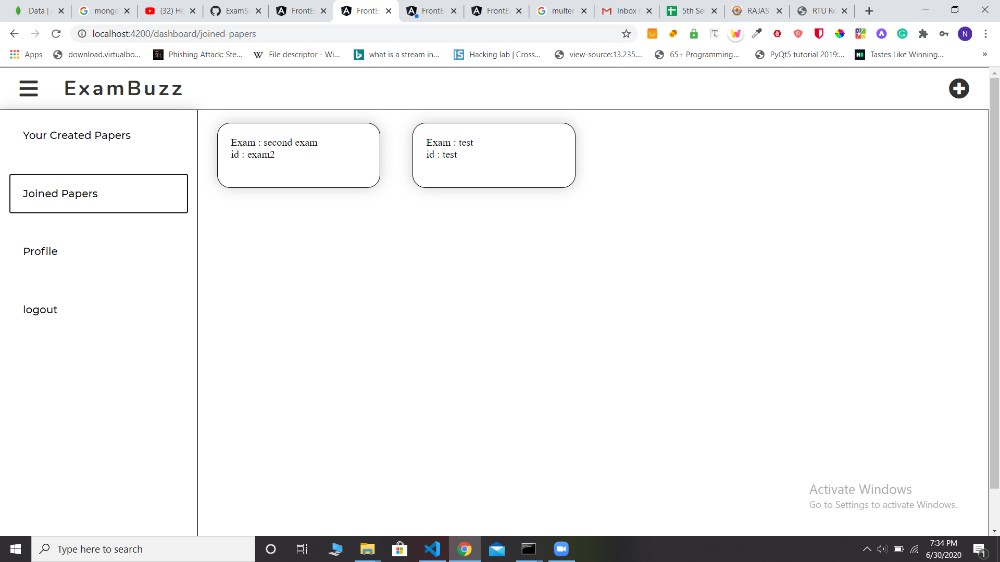 Data |
mongo
(32) Ho
ExamSi
FrontE
FrontE
FrontE
FrontE
multer
Inbox (
5th Se
RAJAS
RTU Re
localhost:4200/dashboard/joined-papers
N
Apps
download.virtualbo...
Phishing Attack: Ste...
File descriptor - Wi...
what is a stream in...
Hacking lab | Cross...
view-source:13.235....
65+ Programming...
PyQt5 tutorial 2019:...
Tastes Like Winning...
»
ExamBuzz
Your Created Papers
Joined Papers
Profile
logout
Exam : second exam
id : exam2
Exam : test
id : test
Activate Windows
Go to Settings to activate Windows.
Type here to search
7:34 PM
6/30/2020
1